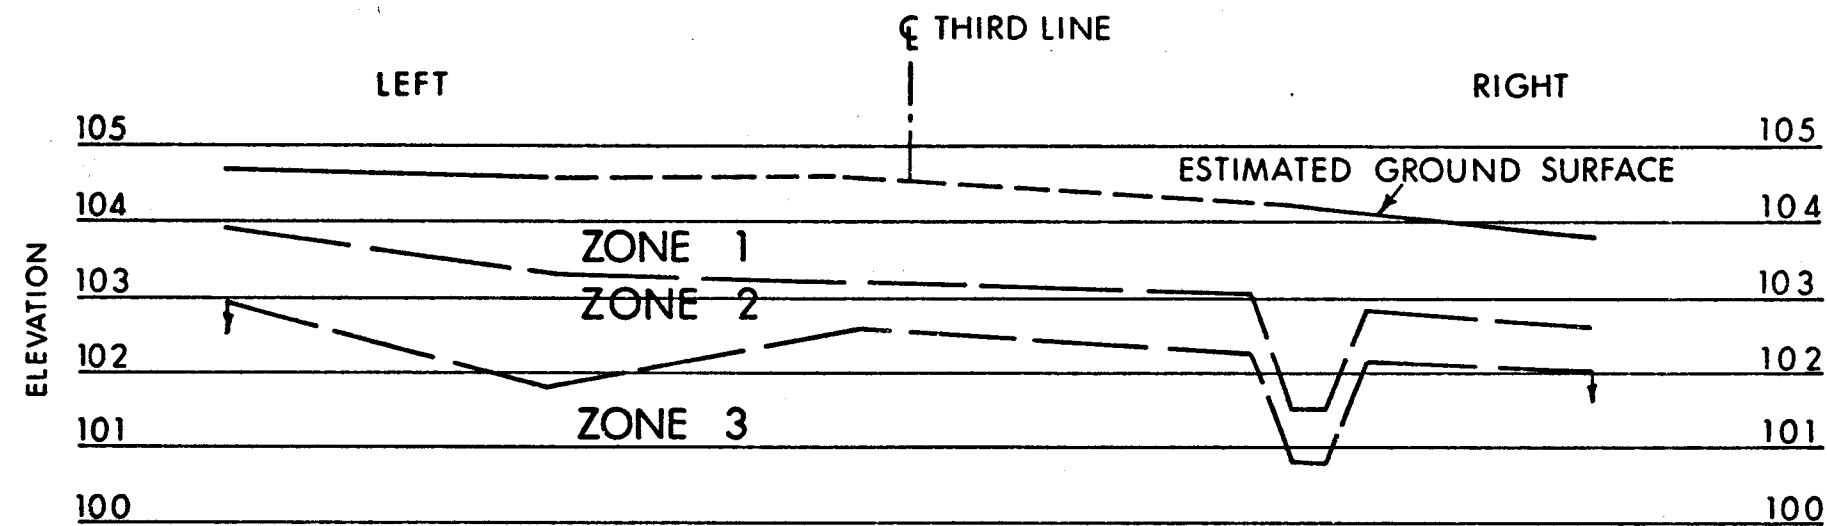 ℄ THIRD LINE
LEFT RIGHT
105 105
ESTIMATED GROUND SURFACE
104 104
ZONE 1
103 103
ZONE 2
102 102
ELEVATION
ZONE 3
101 101
100 100